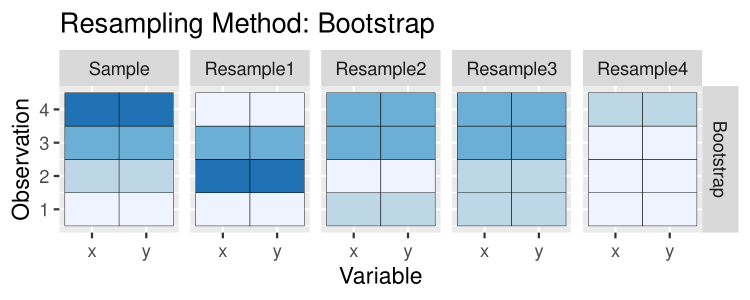 Resampling Method: Bootstrap
Sample Resample1 Resample2 Resample3 Resample4
Observation
4
3
2
1
Bootstrap
x y x y x y x y x y
Variable